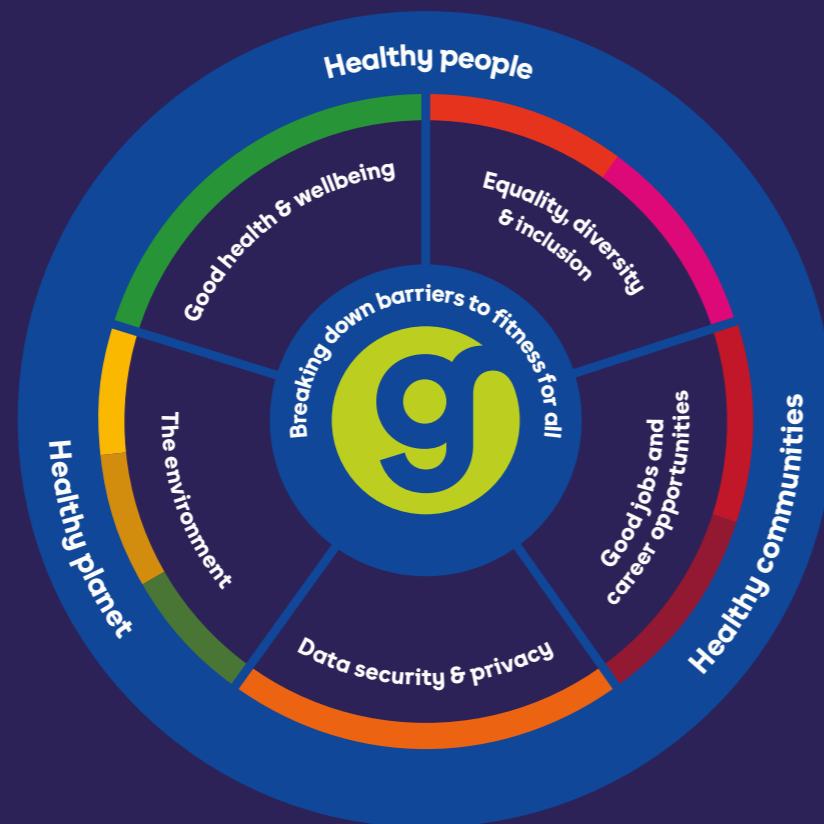 Healthy people
Good health & wellbeing
Equality, diversity
& inclusion
Breaking down barriers to fitness for all
g
The environment
Good jobs and
career opportunities
Healthy planet
Healthy communities
Data security & privacy